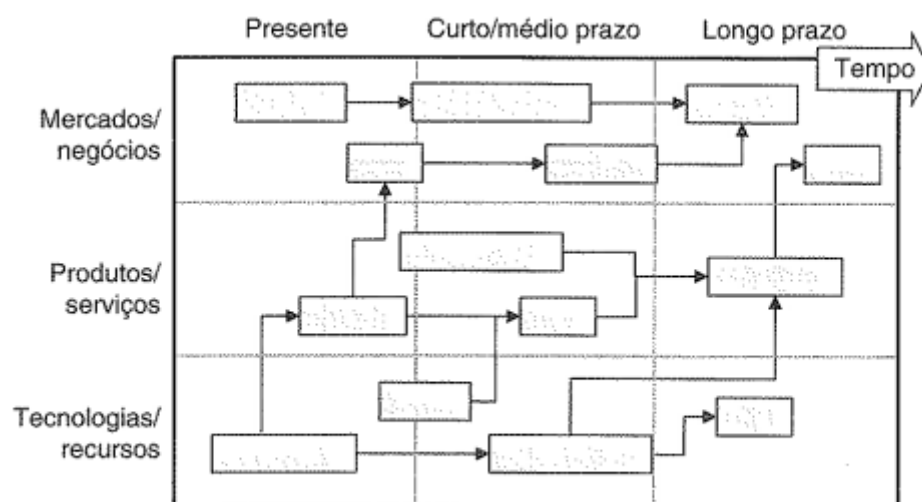 Presente
Curto/médio prazo
Longo prazo
Tempo
Mercados/
negócios
Produtos/
serviços
Tecnologias/
recursos